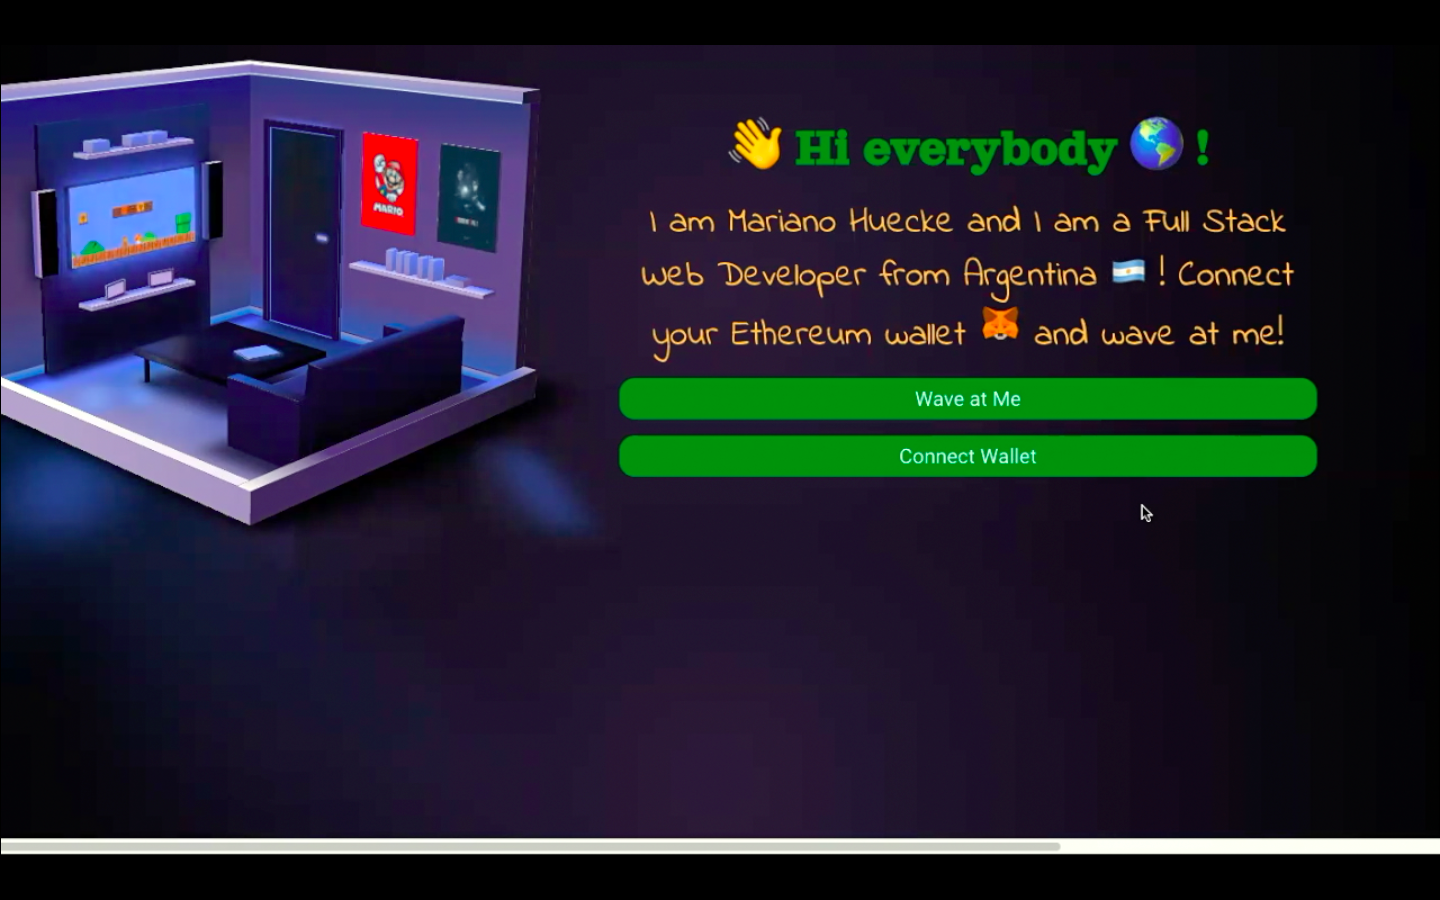 👋 Hi everybody 🌎 !
I am Mariano Huecke and I am a Full Stack
Web Developer from Argentina 🇦🇷 ! Connect
your Ethereum wallet 🦊 and wave at me!
Wave at Me
Connect Wallet
MARIO